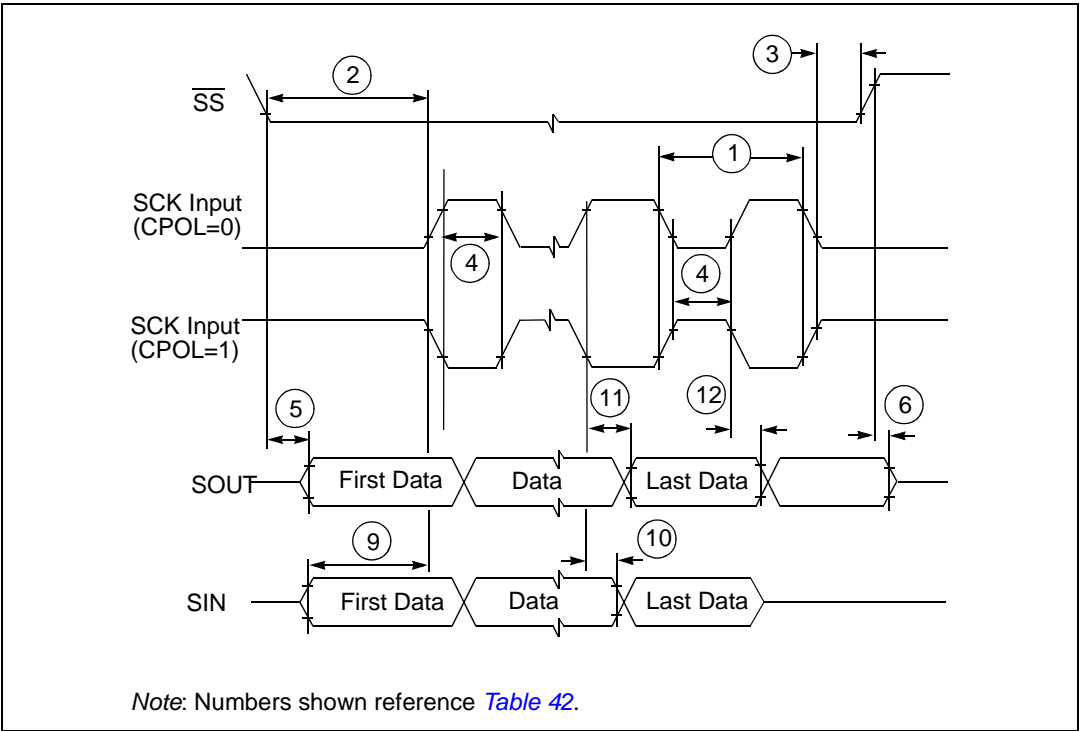 3
2
SS
1
SCK Input
(CPOL=0)
4
4
SCK Input
(CPOL=1)
11
12
5
6
SOUT
First Data
Data
Last Data
9
10
SIN
First Data
Data
Last Data
Note: Numbers shown reference Table 42.